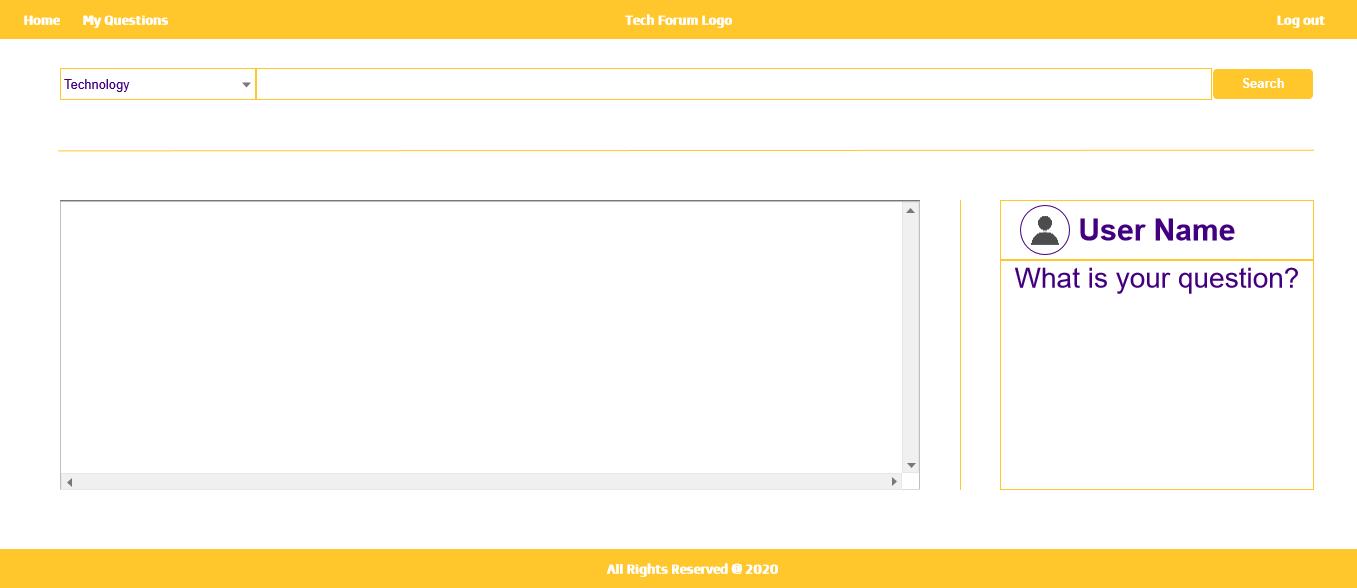 Home My Questions Tech Forum Logo Log out
Technology Search
User Name
What is your question?
All Rights Reserved @ 2020